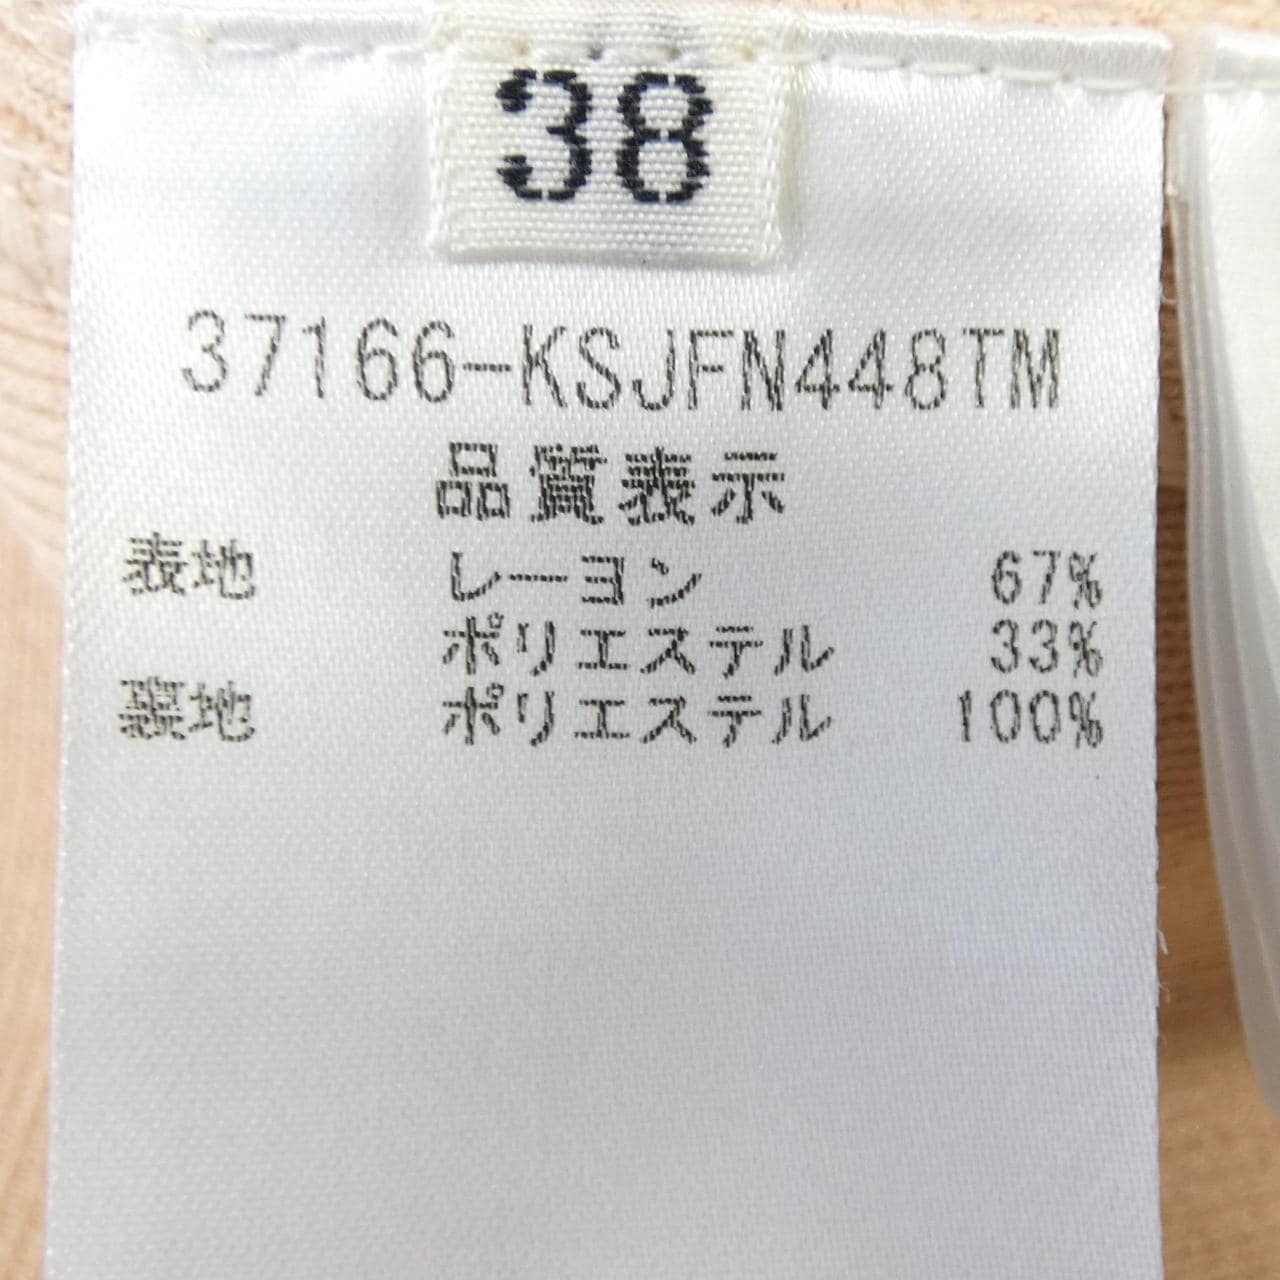 38
37166-KSJFN448TM
品質表示
表地 レーヨン 67%
ポリエステル 33%
裏地 ポリエステル 100%